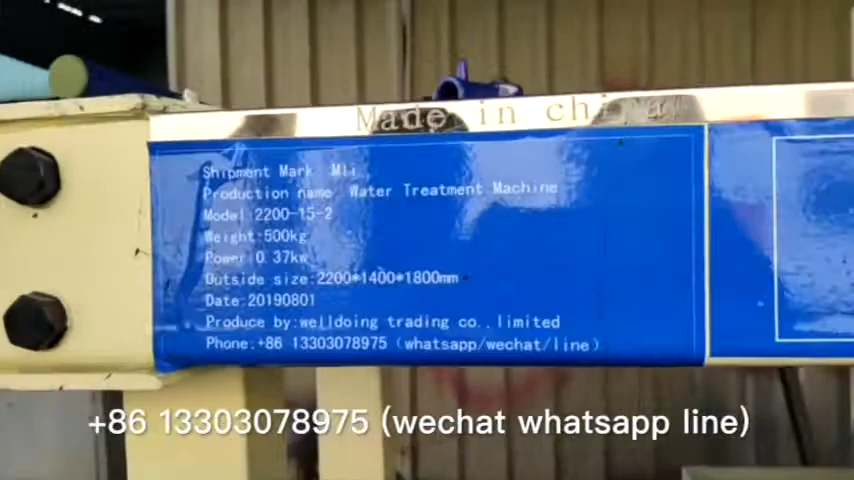 Made in china
Shipment Mark Mli
Production name Water Treatment Machine
Model:2200-15-2
Weight:500kg
Power:0.37kw
Outside size:2200*1400*1800mm
Date:20190801
Produce by:welldoing trading co.,limited
Phone:+86 13303078975 (whatsapp/wechat/line)
+86 13303078975 (wechat whatsapp line)